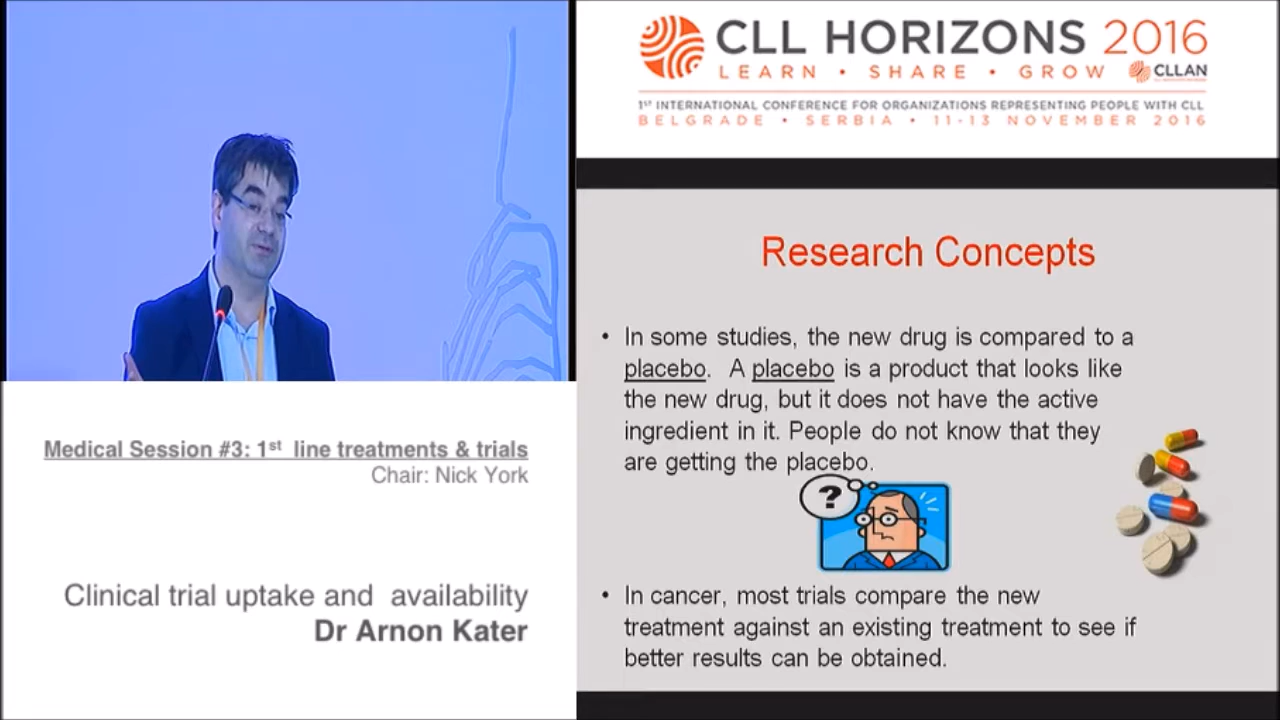 CLL HORIZONS 2016
LEARN • SHARE • GROW
CLLAN
1ST INTERNATIONAL CONFERENCE FOR ORGANIZATIONS REPRESENTING PEOPLE WITH CLL
BELGRADE • SERBIA • 11-13 NOVEMBER 2016
Medical Session #3: 1st line treatments & trials
Chair: Nick York
Clinical trial uptake and availability
Dr Arnon Kater
Research Concepts
• In some studies, the new drug is compared to a
placebo. A placebo is a product that looks like
the new drug, but it does not have the active
ingredient in it. People do not know that they
are getting the placebo.
?
• In cancer, most trials compare the new
treatment against an existing treatment to see if
better results can be obtained.